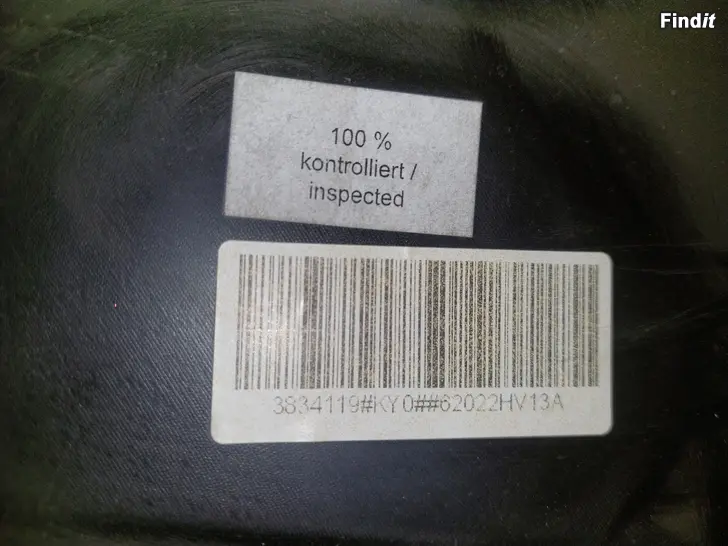 Findit
100 %
kontrolliert /
inspected
3834119#KY0##62022HV13A